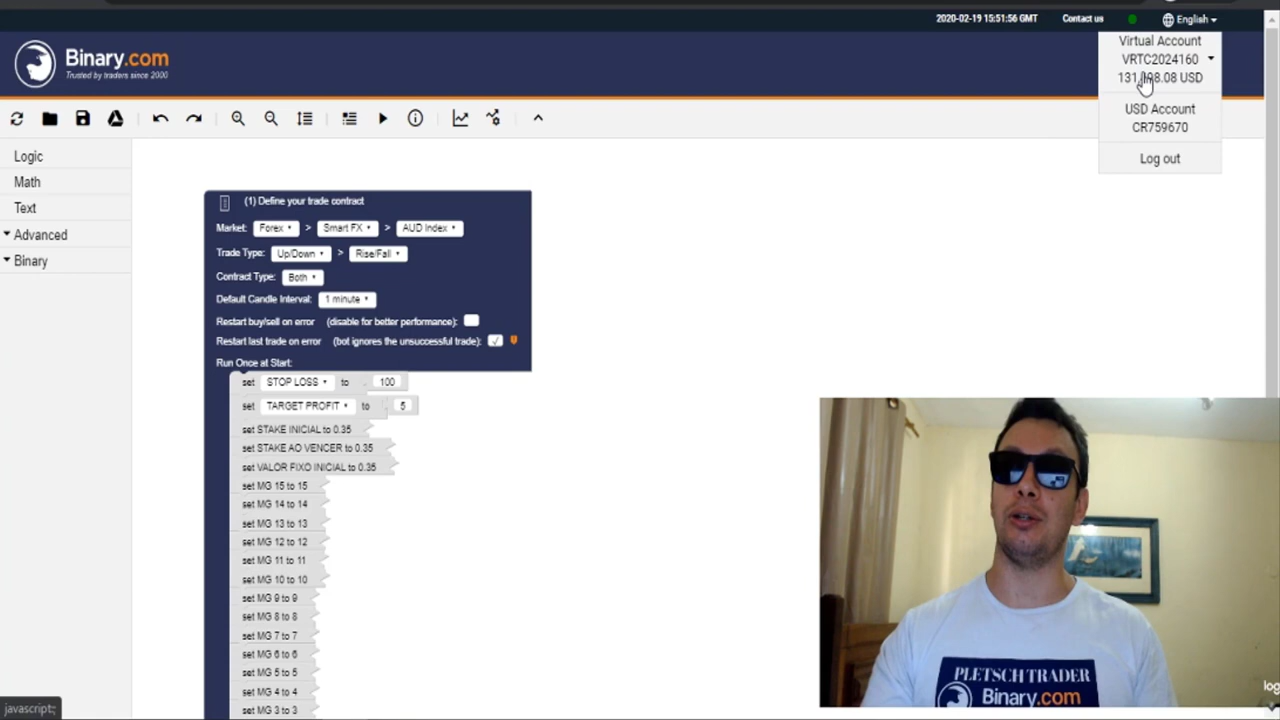 2020-02-19 15:51:56 GMT
Contact us
English
Binary.com
Trusted by traders since 2000
Virtual Account
VRTC2024160
USD
USD Account
CR759670
Log out
Logic
Math
Text
Advanced
Binary
(1) Define your trade contract
Market: Forex > Smart FX > AUD Index
Trade Type: Up/Down > Rise/Fall
Contract Type: Both
Default Candle Interval: 1 minute
Restart buy/sell on error (disable for better performance):
Restart last trade on error (bot ignores the unsuccessful trade):
Run Once at Start:
set STOP LOSS to 100
set TARGET PROFIT to 5
set STAKE INICIAL to 0.35
set STAKE AO VENCER to 0.35
set VALOR FIXO INICIAL to 0.35
set MG 15 to 15
set MG 14 to 14
set MG 13 to 13
set MG 12 to 12
set MG 11 to 11
set MG 10 to 10
set MG 9 to 9
set MG 8 to 8
set MG 7 to 7
set MG 6 to 6
set MG 5 to 5
set MG 4 to 4
set MG 3 to 3
PLETSCH TRADER
Binary.com
log
javascript:;